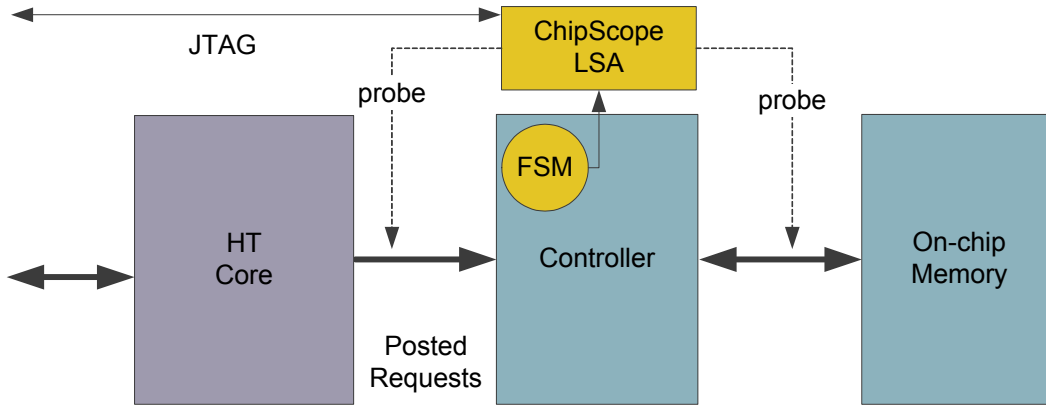 JTAG
ChipScope
LSA
probe
probe
FSM
HT
Core
Controller
On-chip
Memory
Posted
Requests